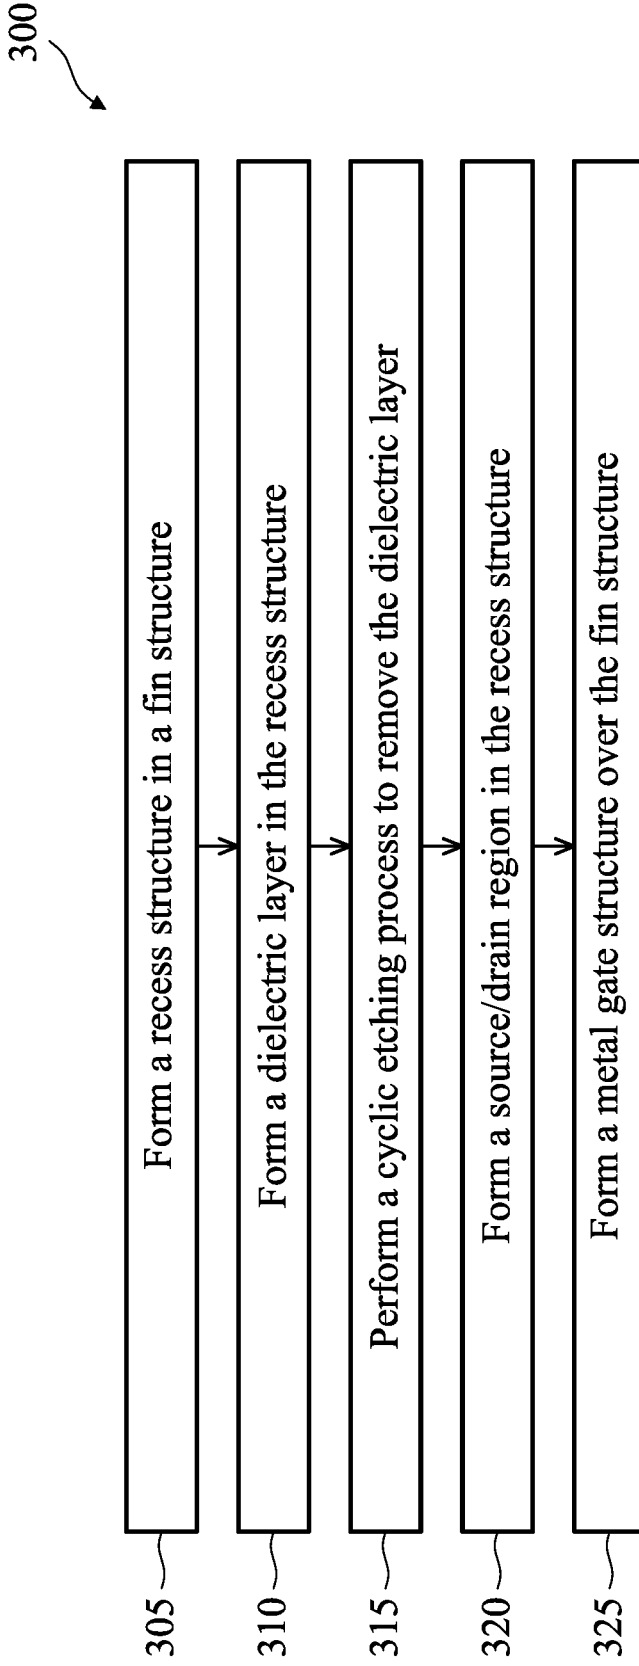 300
305 Form a recess structure in a fin structure
310 Form a dielectric layer in the recess structure
315 Perform a cyclic etching process to remove the dielectric layer
320 Form a source/drain region in the recess structure
325 Form a metal gate structure over the fin structure